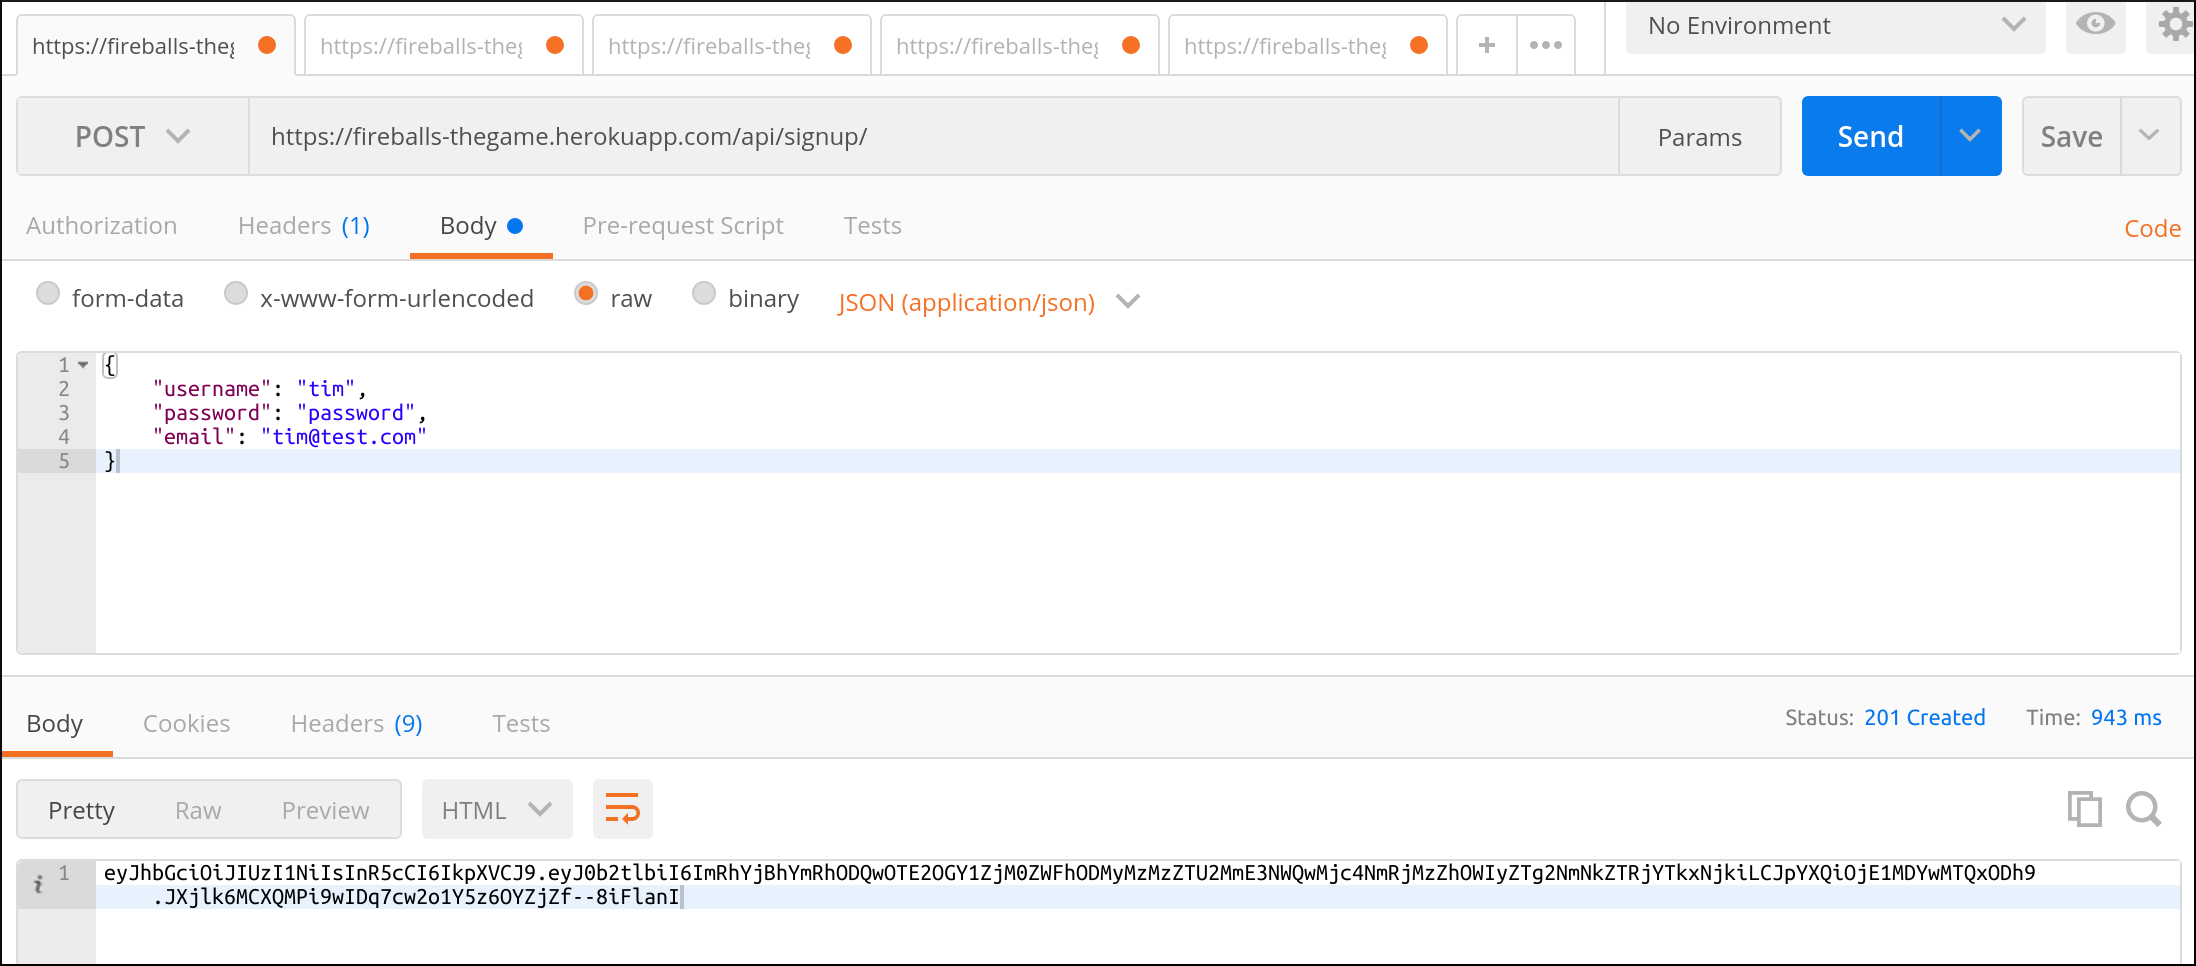 https://fireballs-theg
https://fireballs-theg
https://fireballs-theg
https://fireballs-theg
https://fireballs-theg
+
•••
No Environment
POST
https://fireballs-thegame.herokuapp.com/api/signup/
Params
Send
Save
Authorization
Headers (1)
Body
Pre-request Script
Tests
Code
form-data
x-www-form-urlencoded
raw
binary
JSON (application/json)
1 {
2 "username": "tim",
3 "password": "password",
4 "email": "tim@test.com"
5 }
Body
Cookies
Headers (9)
Tests
Status: 201 Created
Time: 943 ms
Pretty
Raw
Preview
HTML
i 1 eyJhbGciOiJIUzI1NiIsInR5cCI6IkpXVCJ9.eyJ0b2tlbiI6ImRhYjBhYmRhODQwOTE2OGY1ZjM0ZWFhODMyMzMzZTU2MmE3NWQwMjc4NmRjMzZhOWIyZTg2NmNkZTRjYTkxNjkiLCJpYXQiOjE1MDYwMTQxODh9
.JXjlk6MCXQMPi9wIDq7cw2o1Y5z6OYZjZf--8iFlanI